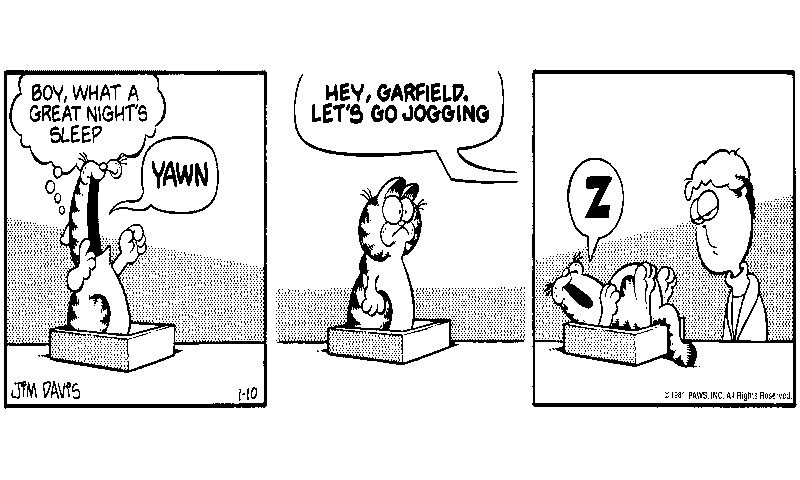 BOY, WHAT A
GREAT NIGHT'S
SLEEP
YAWN
JIM DAVIS
1-10
HEY, GARFIELD.
LET'S GO JOGGING
Z
© 1981 PAWS, INC. All Rights Reserved.